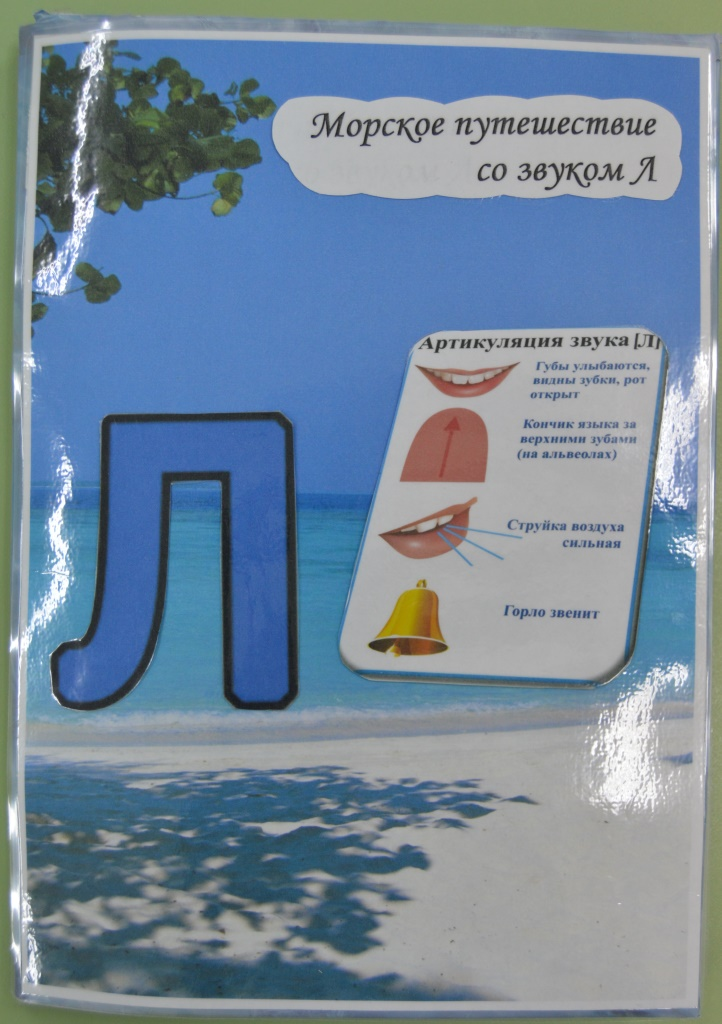 Морское путешествие
со звуком Л
Л
Артикуляция звука [Л]
Губы улыбаются,
видны зубки, рот
открыт
Кончик языка за
верхними зубами
(на альвеолах)
Струйка воздуха
сильная
Горло звенит